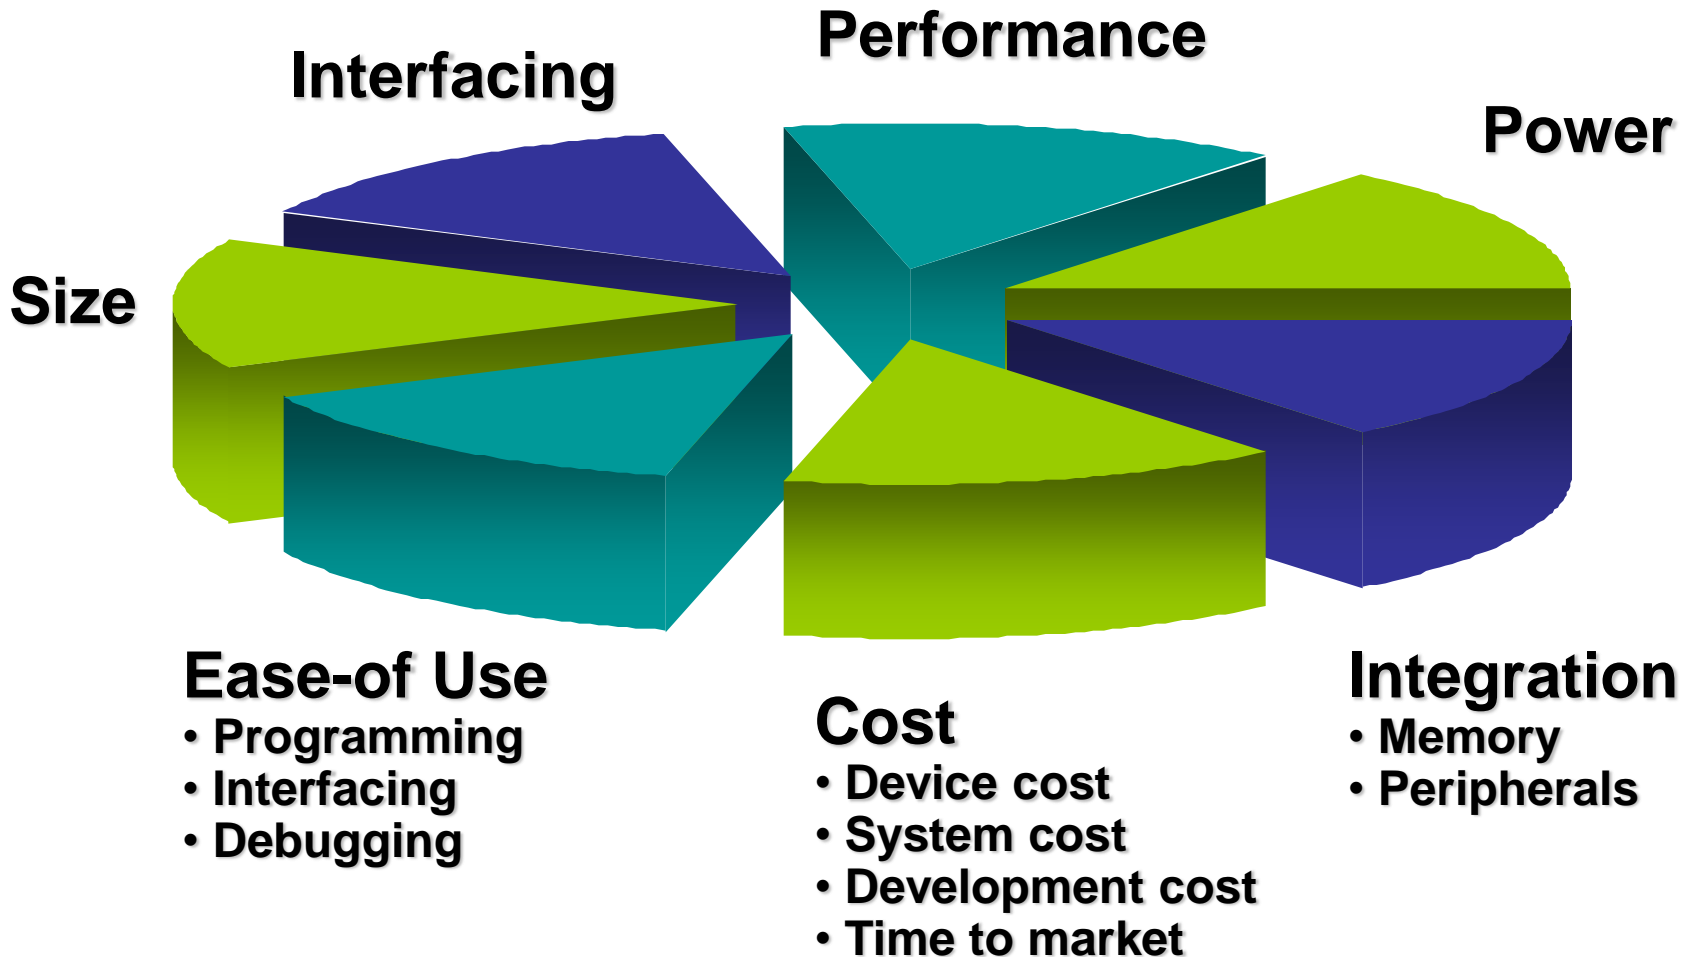 Performance
Interfacing
Power
Size
Ease-of Use
• Programming
• Interfacing
• Debugging
Cost
• Device cost
• System cost
• Development cost
• Time to market
Integration
• Memory
• Peripherals